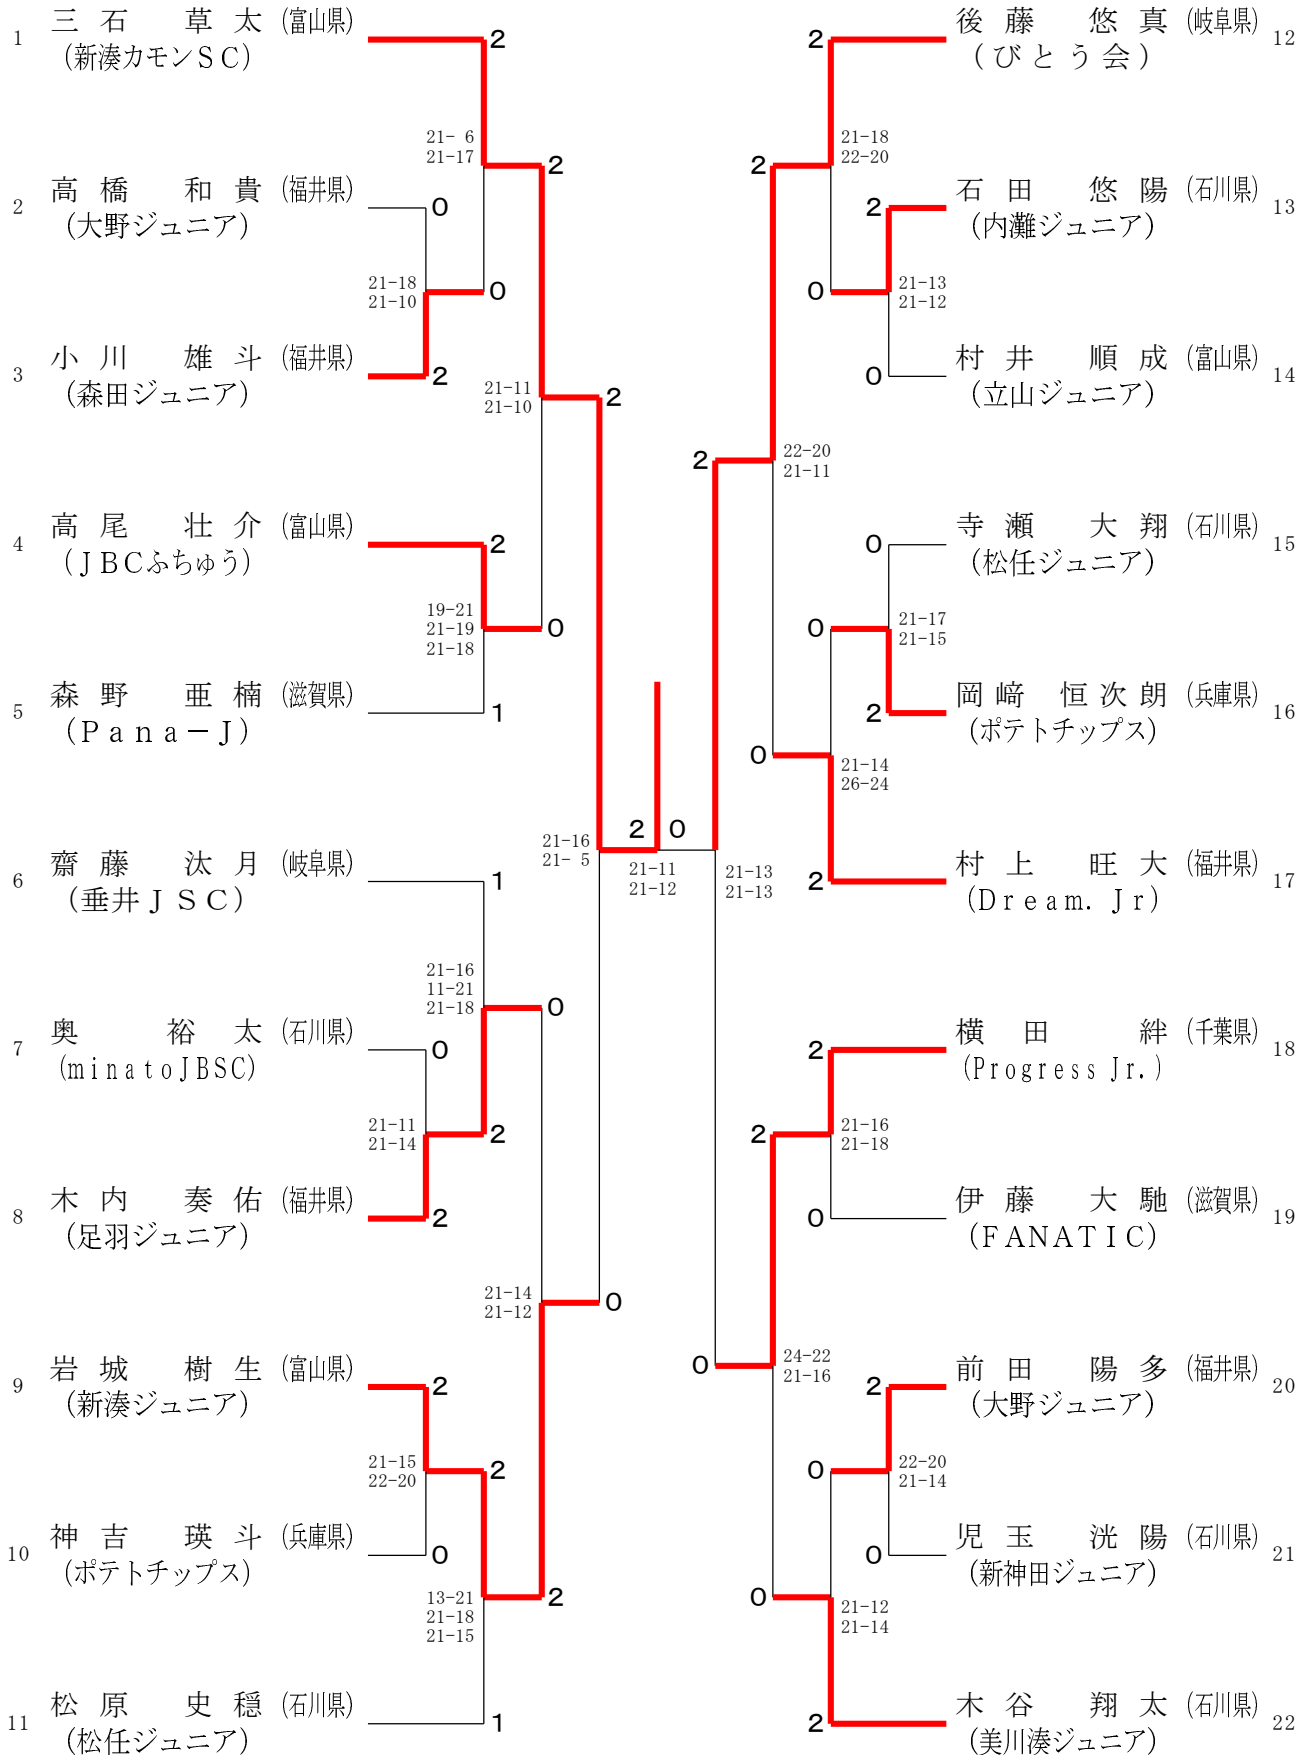 1 三石 草太 (富山県)
(新湊カモンSC)
2
21- 6
21-17
2
2 高橋 和貴 (福井県)
(大野ジュニア)
0
21-18
21-10
0
3 小川 雄斗 (福井県)
(森田ジュニア)
2
21-11
21-10
2
4 高尾 壮介 (富山県)
(JBCふちゅう)
2
19-21
21-19
21-18
0
5 森野 亜楠 (滋賀県)
(Pana-J)
1
21-16
21- 5
6 齋藤 汰月 (岐阜県)
(垂井JSC)
1
21-16
11-21
21-18
0
7 奥 裕太 (石川県)
(minatoJBSC)
0
21-11
21-14
2
8 木内 奏佑 (福井県)
(足羽ジュニア)
2
21-14
21-12
0
9 岩城 樹生 (富山県)
(新湊ジュニア)
2
21-15
22-20
2
10 神吉 瑛斗 (兵庫県)
(ポテトチップス)
0
13-21
21-18
21-15
2
11 松原 史穏 (石川県)
(松任ジュニア)
1
2 0
21-11
21-12
2 後藤 悠真 (岐阜県) 12
(びとう会)
21-18
22-20
2
2 石田 悠陽 (石川県) 13
(内灘ジュニア)
0
21-13
21-12
0 村井 順成 (富山県) 14
(立山ジュニア)
2
22-20
21-11
0 寺瀬 大翔 (石川県) 15
(松任ジュニア)
0
21-17
21-15
2 岡﨑 恒次朗 (兵庫県) 16
(ポテトチップス)
0
21-14
26-24
2 村上 旺大 (福井県) 17
(Dream. Jr)
21-13
21-13
2 横田 絆 (千葉県) 18
(Progress Jr.)
2
21-16
21-18
0 伊藤 大馳 (滋賀県) 19
(FANATIC)
0
24-22
21-16
2 前田 陽多 (福井県) 20
(大野ジュニア)
0
22-20
21-14
0 児玉 洸陽 (石川県) 21
(新神田ジュニア)
0
21-12
21-14
2 木谷 翔太 (石川県) 22
(美川湊ジュニア)